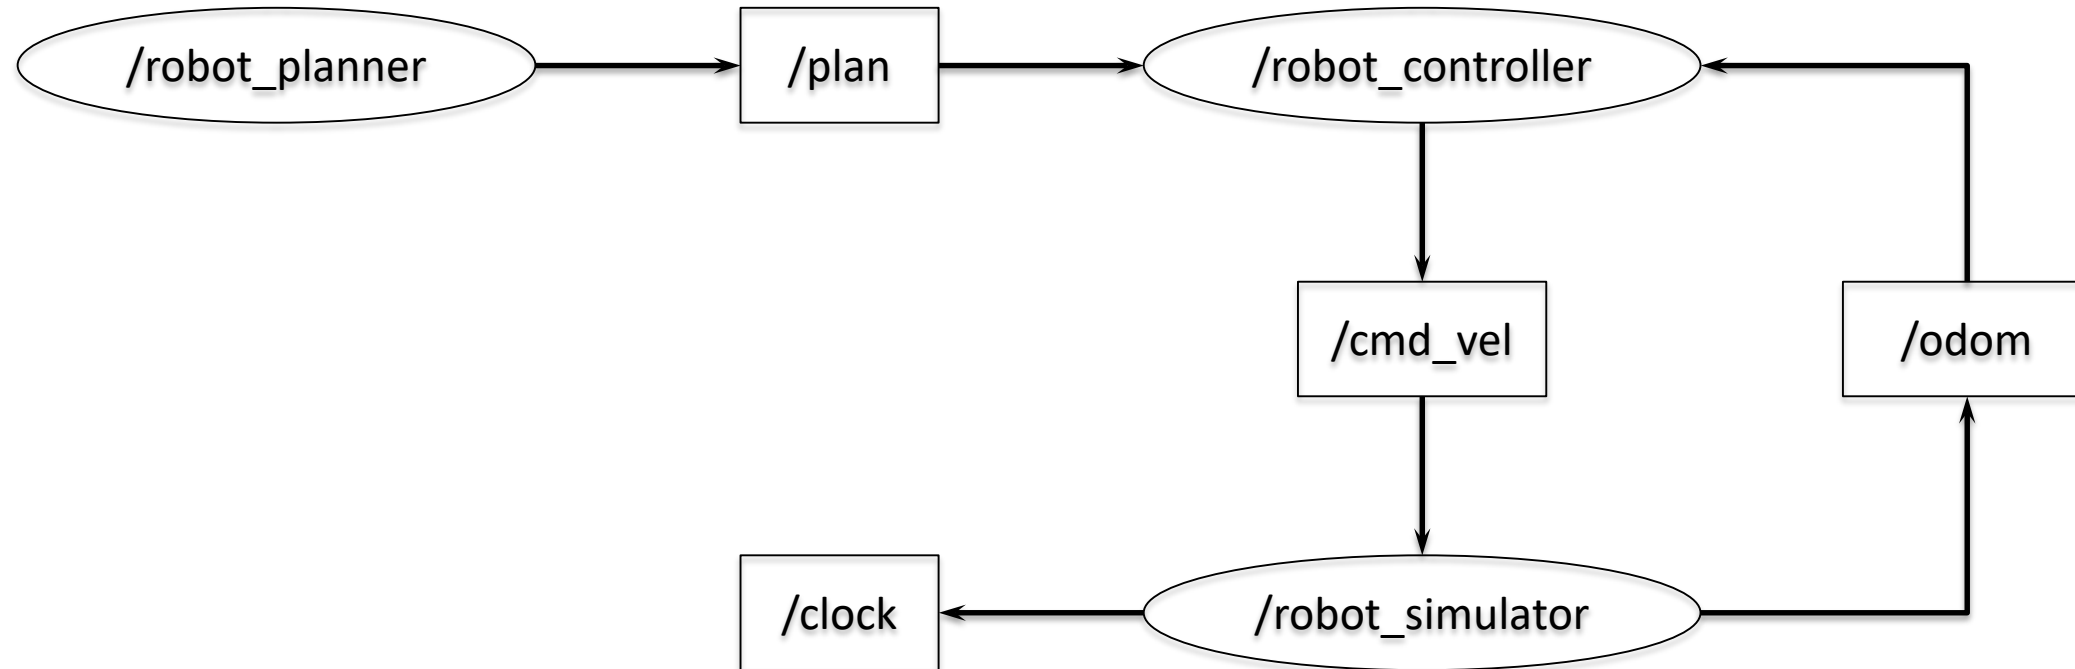 /robot_planner
/plan
/robot_controller
/cmd_vel
/odom
/clock
/robot_simulator